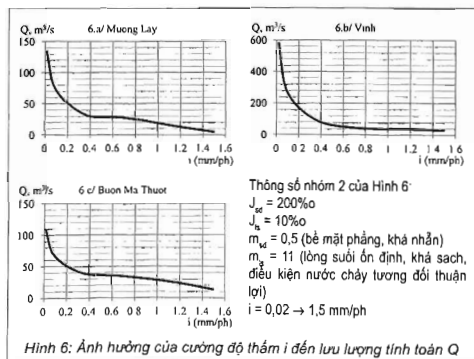 Q, m³/s 6.a/ Muong Lay
150
100
50
0
0 0.2 0.4 0.6 0.8 1 1.2 1.4 1.6
i (mm/ph)
Q, m³/s 6.b/ Vinh
600
400
200
0
0 0.2 0.4 0.6 0.8 1 1.2 1.4 1.6
i (mm/ph)
Q, m³/s 6 c/ Buon Ma Thuot
150
100
50
0
0 0.2 0.4 0.6 0.8 1 1.2 1.4 1.6
i (mm/ph)
Thông số nhóm 2 của Hình 6
J_sd = 200%o
J_ls = 10%o
m_sd = 0,5 (bề mặt phẳng, khá nhẵn)
m_ls = 11 (lòng suối ổn định, khá sach,
điều kiện nước chảy tương đối thuận
lợi)
i = 0,02 → 1,5 mm/ph
Hình 6: Ảnh hưởng của cường độ thấm i đến lưu lượng tính toán Q